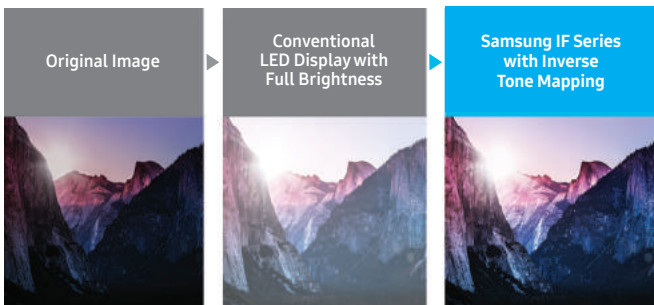 Original Image
Conventional
LED Display with
Full Brightness
Samsung IF Series
with Inverse
Tone Mapping